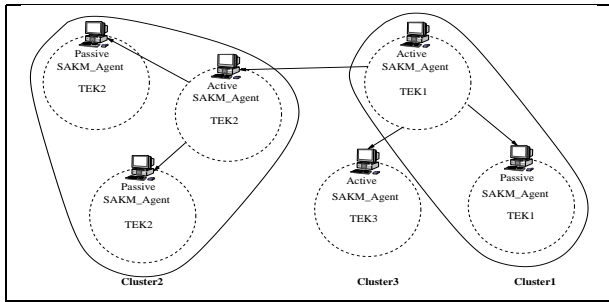 Passive
SAKM_Agent
TEK2
Active
SAKM_Agent
TEK2
Passive
SAKM_Agent
TEK2
Active
SAKM_Agent
TEK1
Active
SAKM_Agent
TEK3
Passive
SAKM_Agent
TEK1
Cluster2
Cluster3
Cluster1